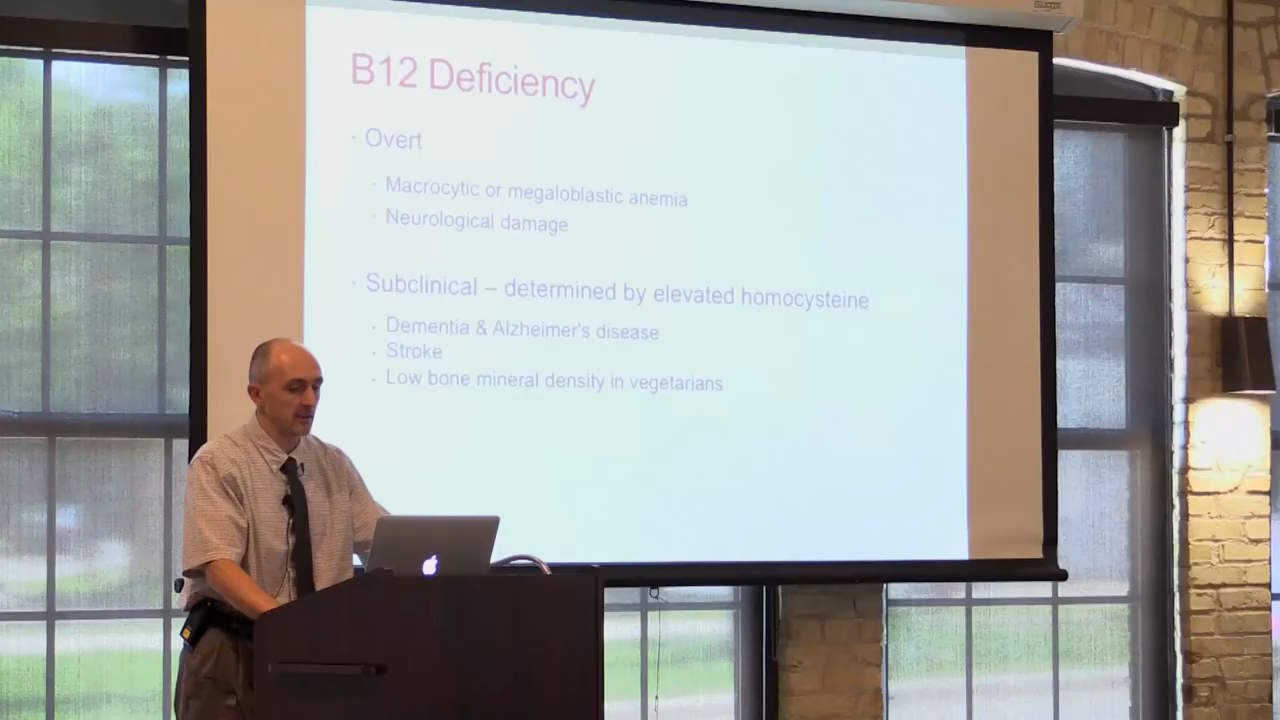 B12 Deficiency
· Overt
· Macrocytic or megaloblastic anemia
· Neurological damage
· Subclinical – determined by elevated homocysteine
· Dementia & Alzheimer's disease
· Stroke
· Low bone mineral density in vegetarians